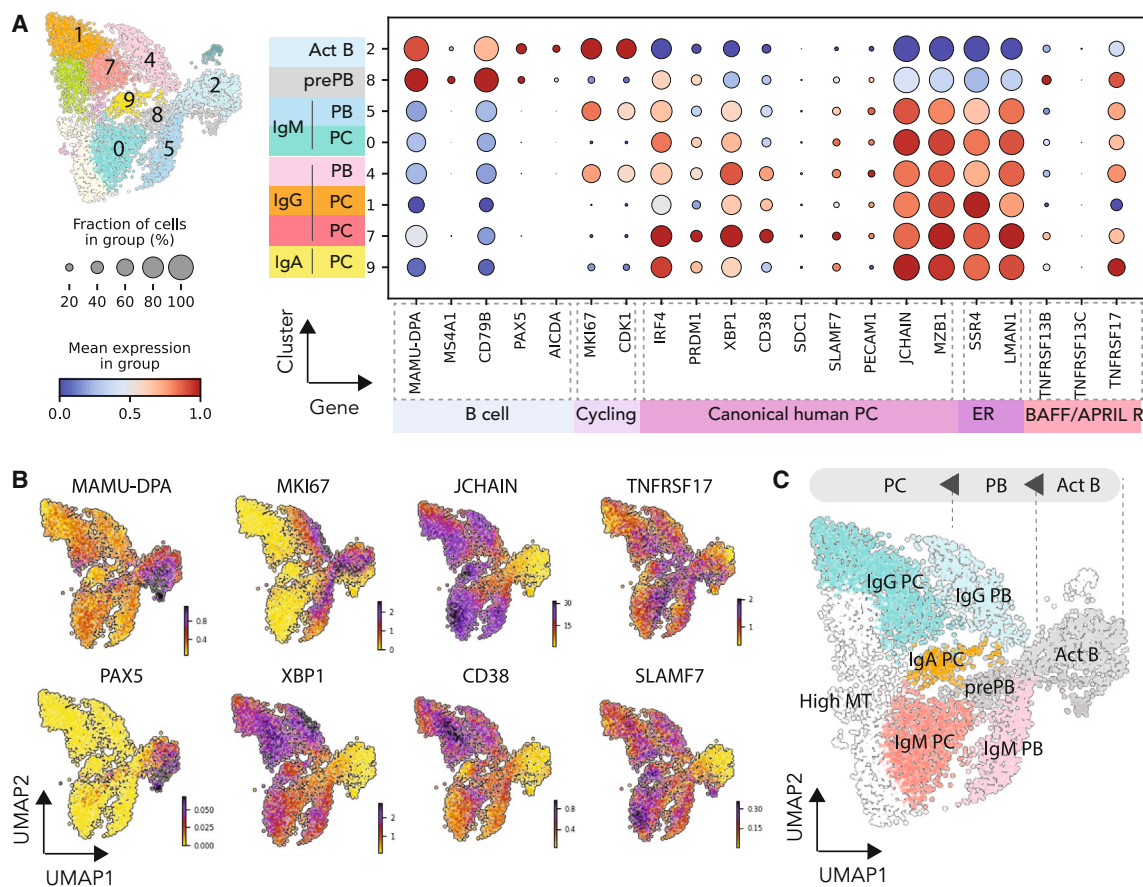 A
1
4
7
2
9
8
0
5
Fraction of cells
in group (%)
20 40 60 80 100
Mean expression
in group
0.0 0.5 1.0
Act B 2
prePB 8
IgM PB 5
PC 0
IgG PB 4
PC 1
PC 7
IgA PC 9
Cluster
Gene
MAMU-DPA
MS4A1
CD79B
PAX5
AICDA
MKI67
CDK1
IRF4
PRDM1
XBP1
CD38
SDC1
SLAMF7
PECAM1
JCHAIN
MZB1
SSR4
LMAN1
TNFRSF13B
TNFRSF13C
TNFRSF17
B cell Cycling Canonical human PC ER BAFF/APRIL R
B
MAMU-DPA MKI67 JCHAIN TNFRSF17
0.8
0.4
2
1
0
30
15
2
1
PAX5 XBP1 CD38 SLAMF7
0.050
0.025
0.000
2
1
0.8
0.4
0.30
0.15
UMAP2
UMAP1
C
PC PB Act B
IgG PC
IgG PB
IgA PC
Act B
prePB
High MT
IgM PC
IgM PB
UMAP2
UMAP1